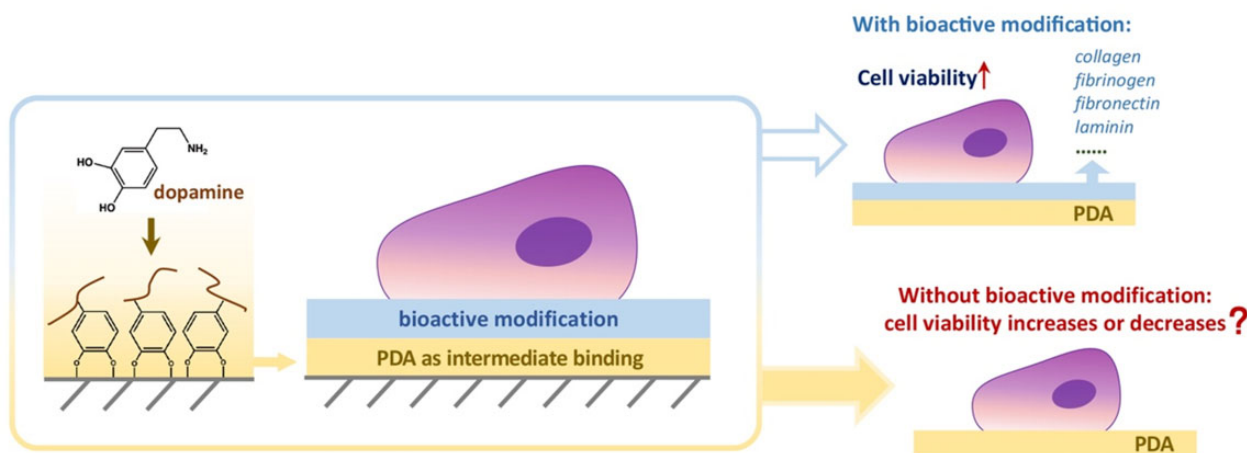 NH₂
HO
HO
dopamine
O O O O O O
bioactive modification
PDA as intermediate binding
With bioactive modification:
Cell viability
collagen
fibrinogen
fibronectin
laminin
......
PDA
Without bioactive modification:
cell viability increases or decreases ?
PDA